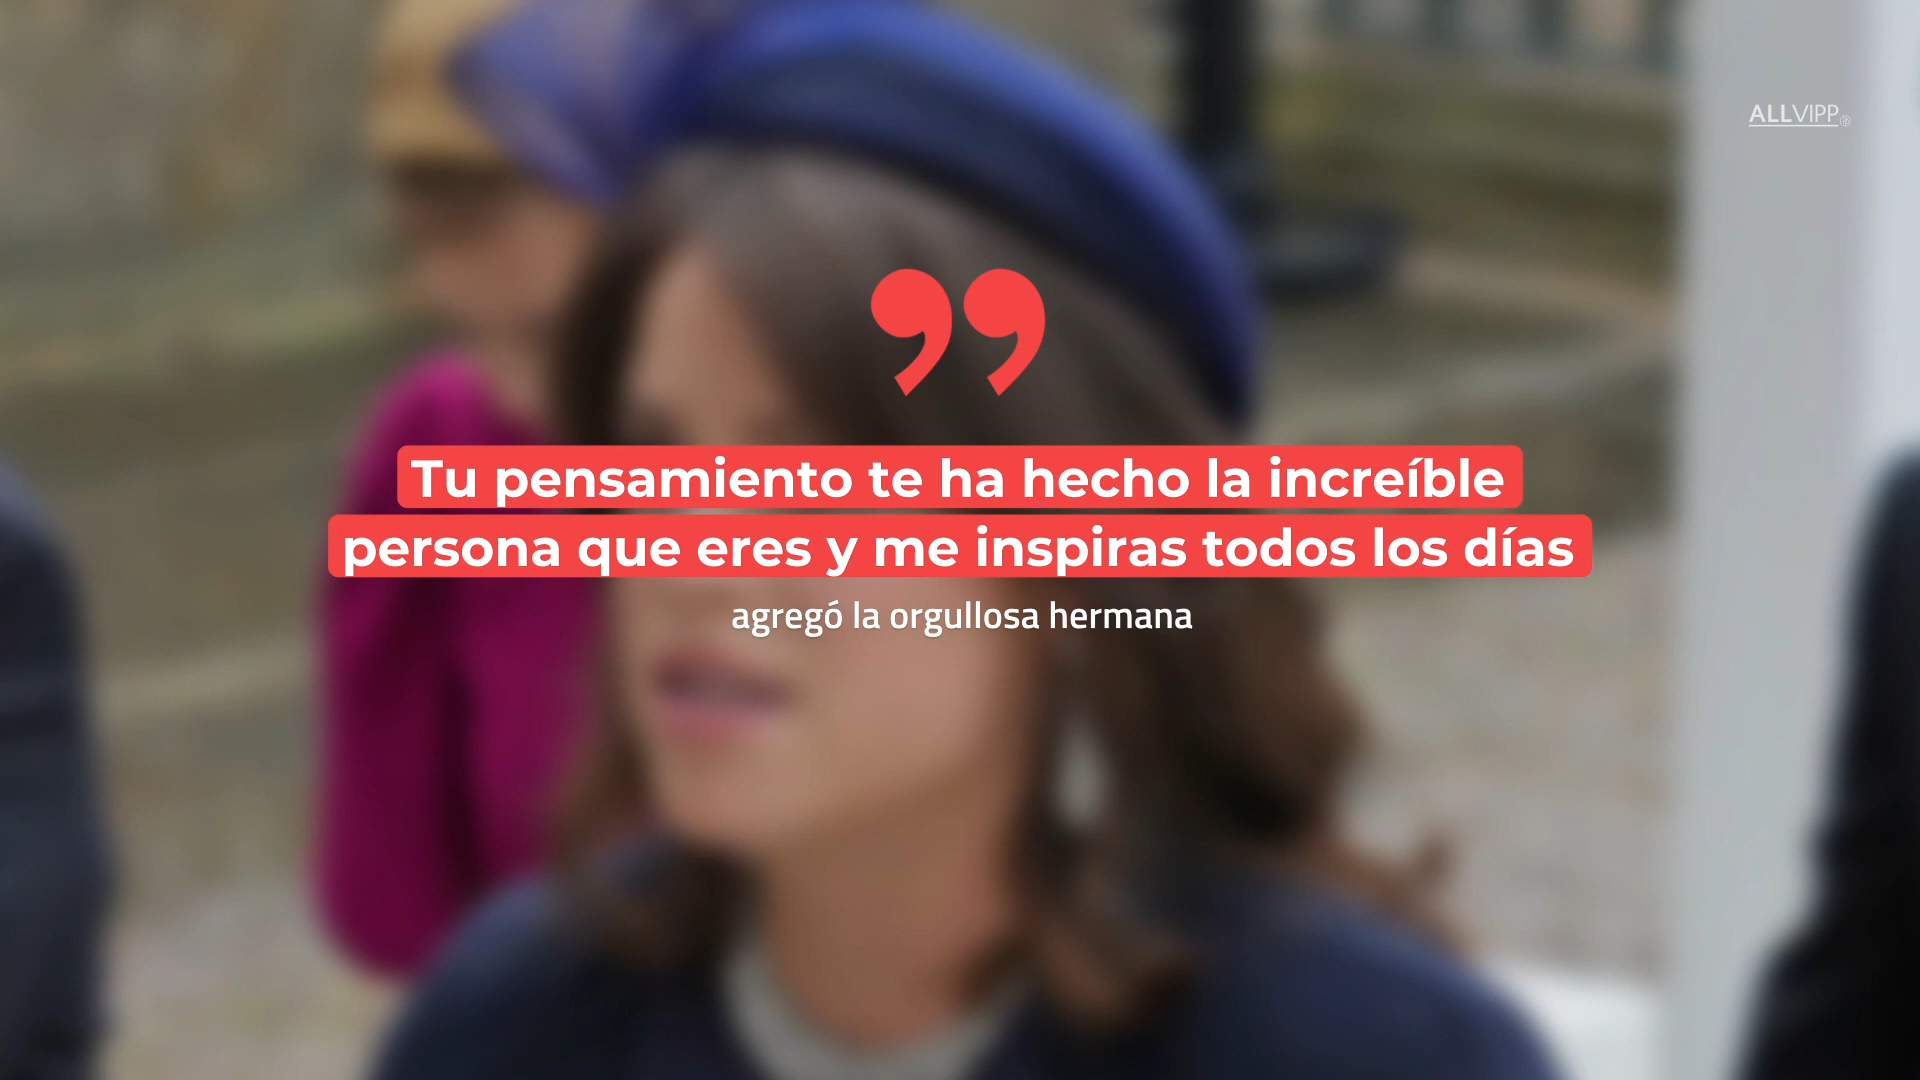 ALLVIPP
Tu pensamiento te ha hecho la increíble
persona que eres y me inspiras todos los días
agregó la orgullosa hermana